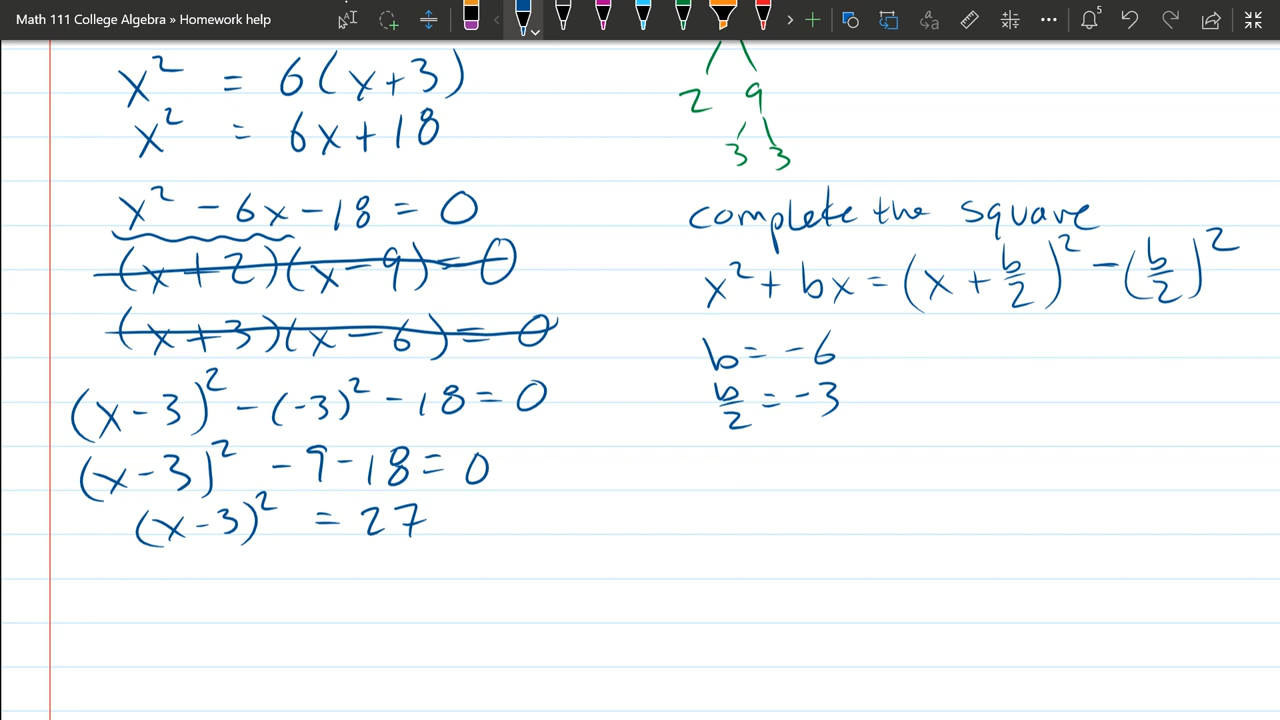 Math 111 College Algebra » Homework help
5
x² = 6(x+3)
x² = 6x+18
x² - 6x - 18 = 0
(x+2)(x-9) = 0
(x+3)(x-6) = 0
(x-3)² - (-3)² - 18 = 0
(x-3)² - 9 - 18 = 0
(x-3)² = 27
2 9
3 3
complete the square
x² + bx = (x + b/2)² - (b/2)²
b = -6
b/2 = -3